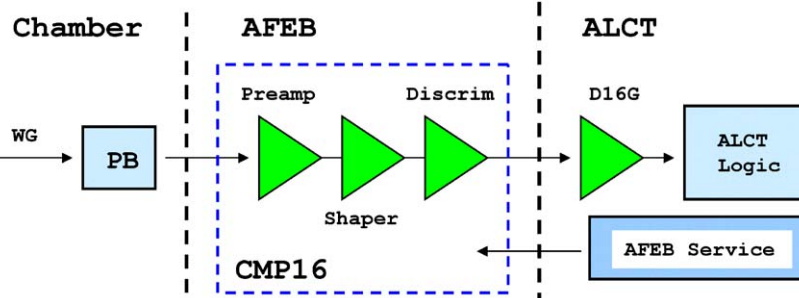 Chamber
AFEB
ALCT
Preamp
Discrim
D16G
WG
PB
ALCT
Logic
Shaper
AFEB Service
CMP16